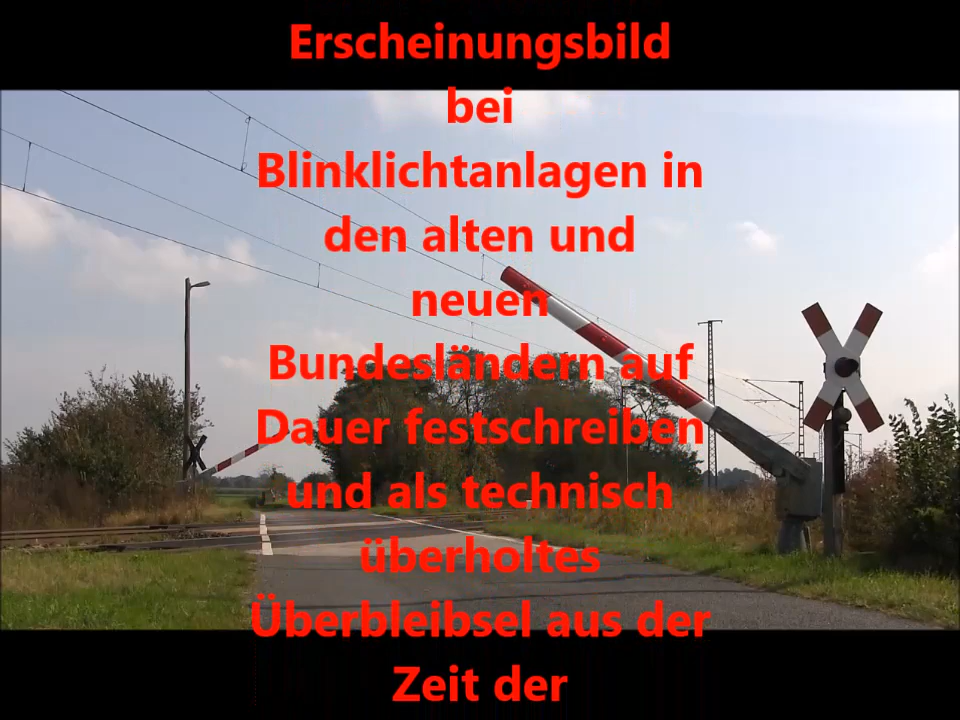 Erscheinungsbild
bei
Blinklichtanlagen in
den alten und
neuen
Bundesländern auf
Dauer festschreiben
und als technisch
überholtes
Überbleibsel aus der
Zeit der